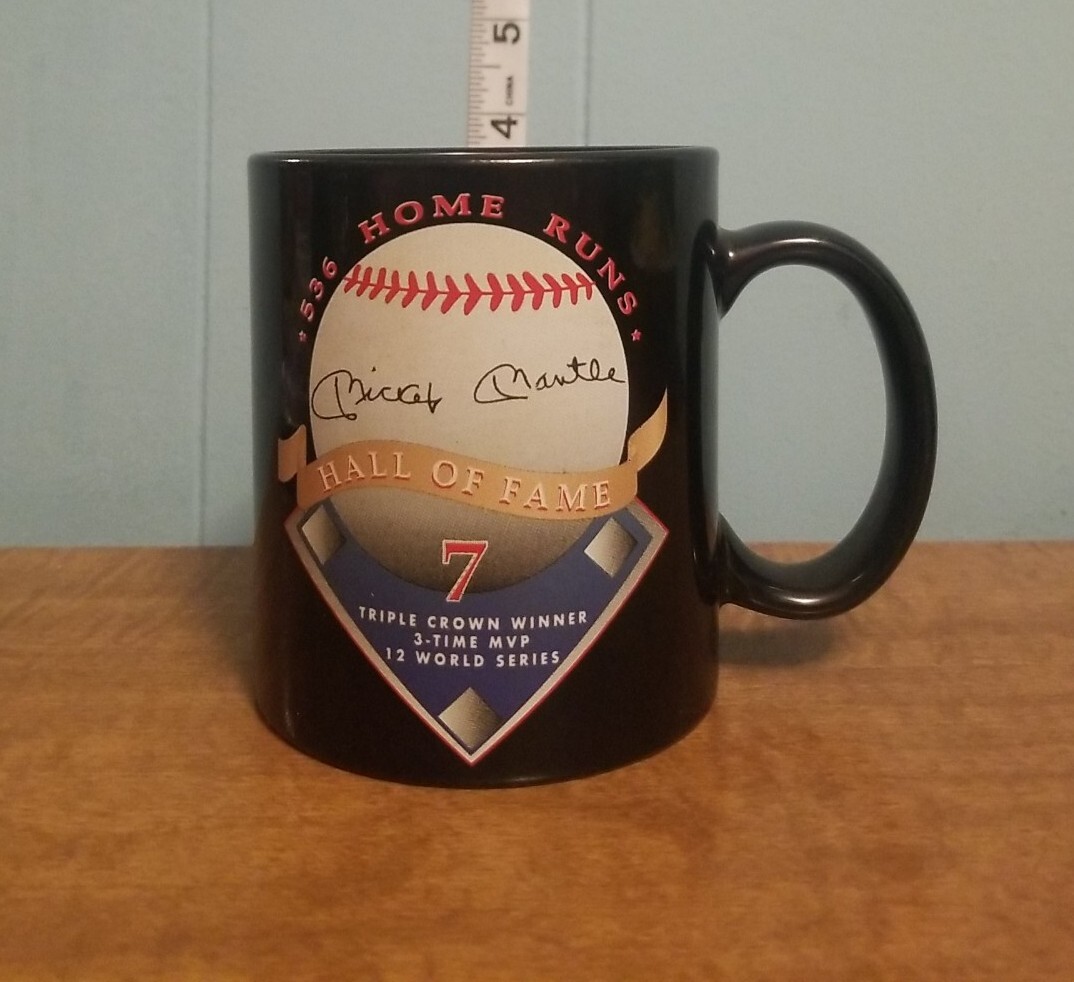 5
CHINA
4
536 HOME RUNS
Mickey Mantle
HALL OF FAME
7
TRIPLE CROWN WINNER
3-TIME MVP
12 WORLD SERIES